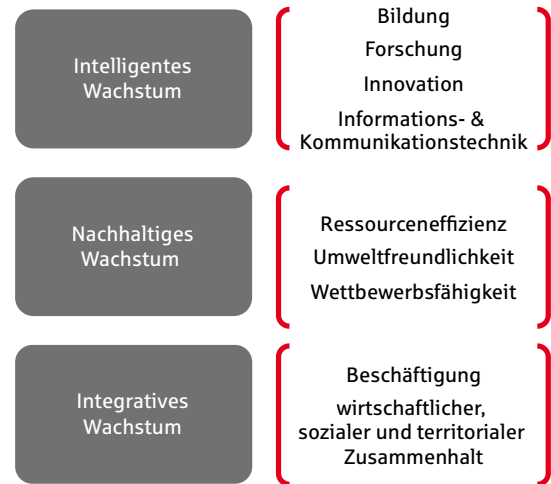 Intelligentes
Wachstum
Bildung
Forschung
Innovation
Informations- &
Kommunikationstechnik
Nachhaltiges
Wachstum
Ressourceneffizienz
Umweltfreundlichkeit
Wettbewerbsfähigkeit
Integratives
Wachstum
Beschäftigung
wirtschaftlicher,
sozialer und territorialer
Zusammenhalt